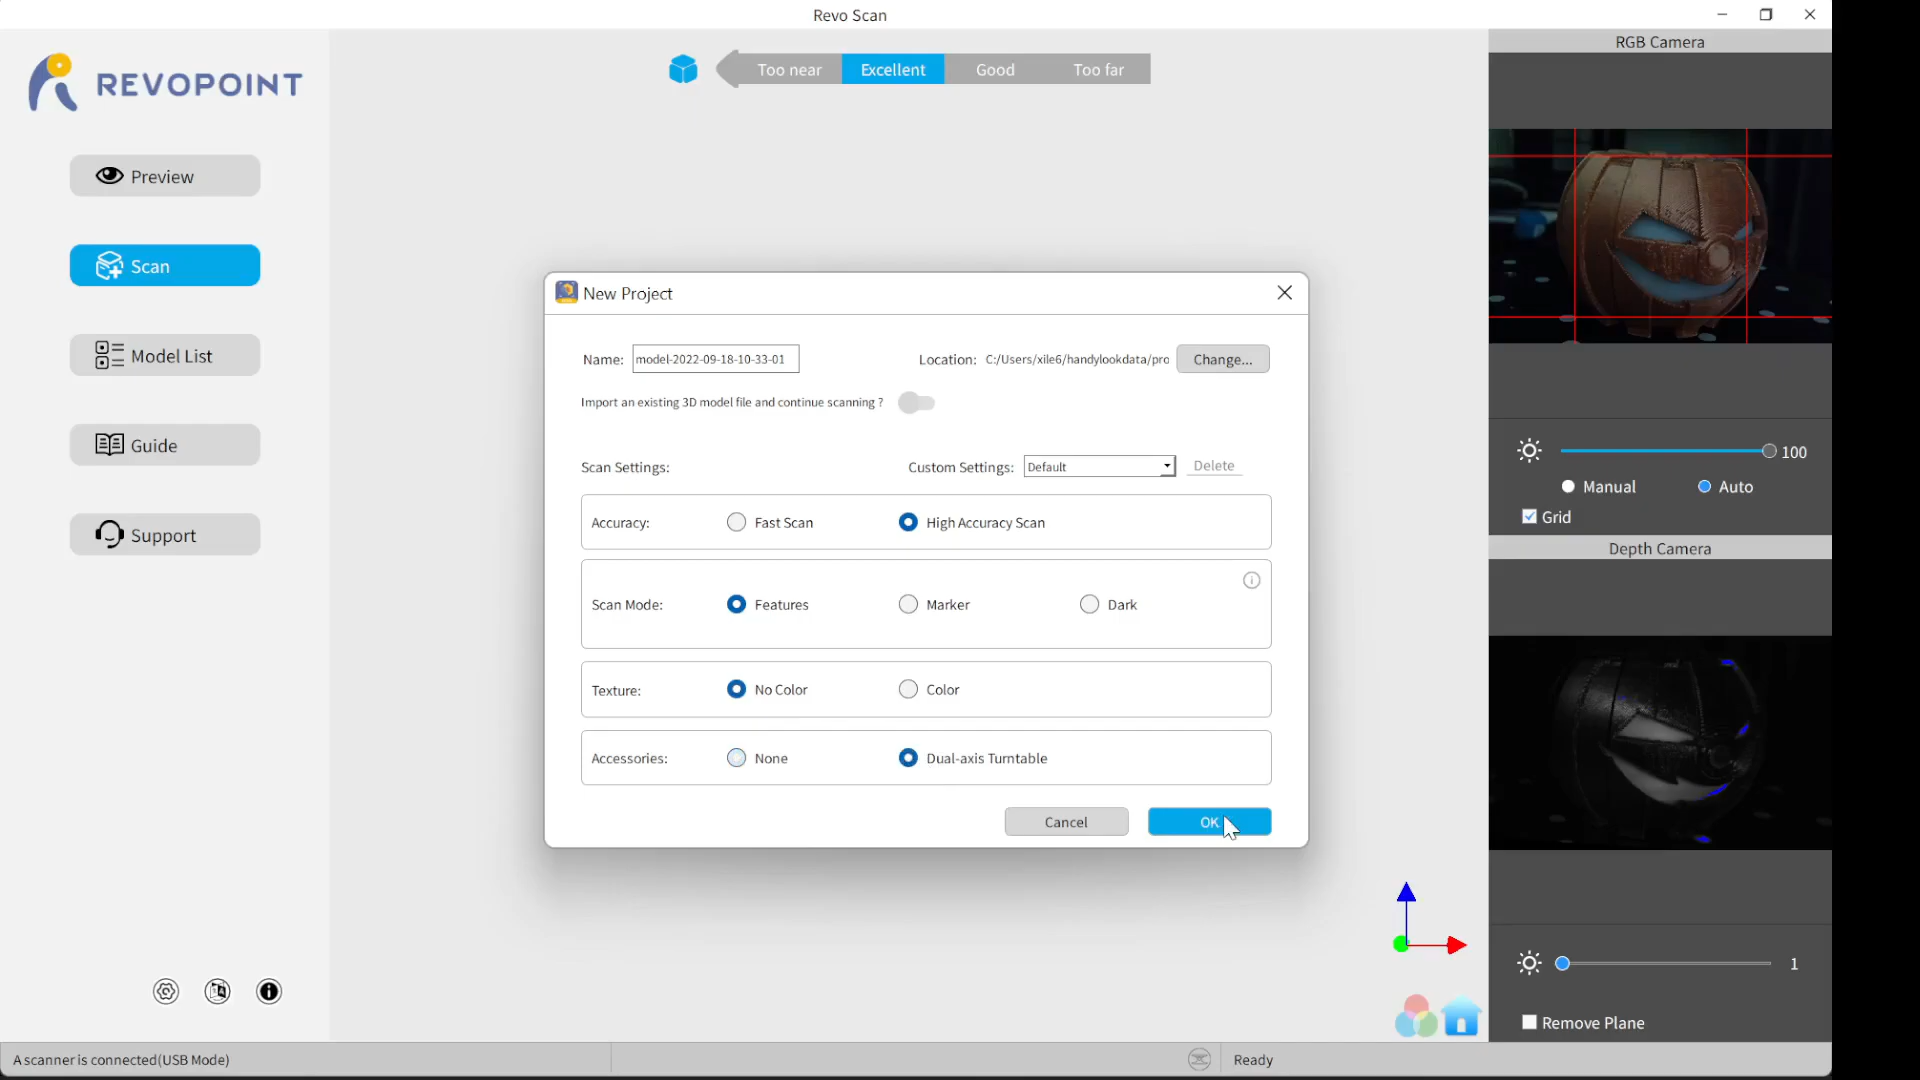 Revo Scan
REVOPOINT
Preview
Scan
Model List
Guide
Support
Too near
Excellent
Good
Too far
New Project
Name:
model-2022-09-18-10-33-01
Location:
C:/Users/xile6/handylookdata/pro
Change...
Import an existing 3D model file and continue scanning ?
Scan Settings:
Custom Settings:
Default
Delete
Accuracy:
Fast Scan
High Accuracy Scan
Scan Mode:
Features
Marker
Dark
Texture:
No Color
Color
Accessories:
None
Dual-axis Turntable
Cancel
OK
RGB Camera
100
Manual
Auto
Grid
Depth Camera
1
Remove Plane
A scanner is connected(USB Mode)
Ready